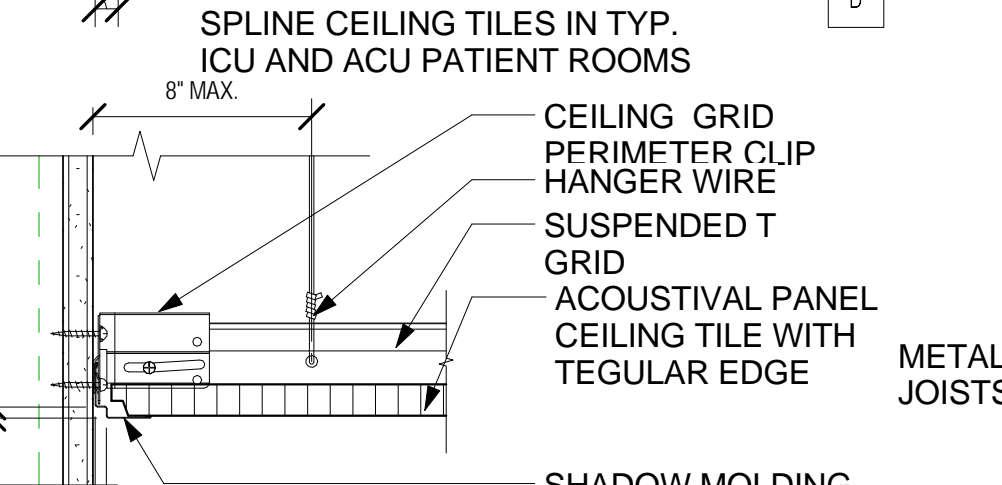 SPLINE CEILING TILES IN TYP.
ICU AND ACU PATIENT ROOMS
8" MAX.
CEILING GRID
PERIMETER CLIP
HANGER WIRE
SUSPENDED T
GRID
ACOUSTIVAL PANEL
CEILING TILE WITH
TEGULAR EDGE
METAL
JOISTS
SHADOW MOLDING